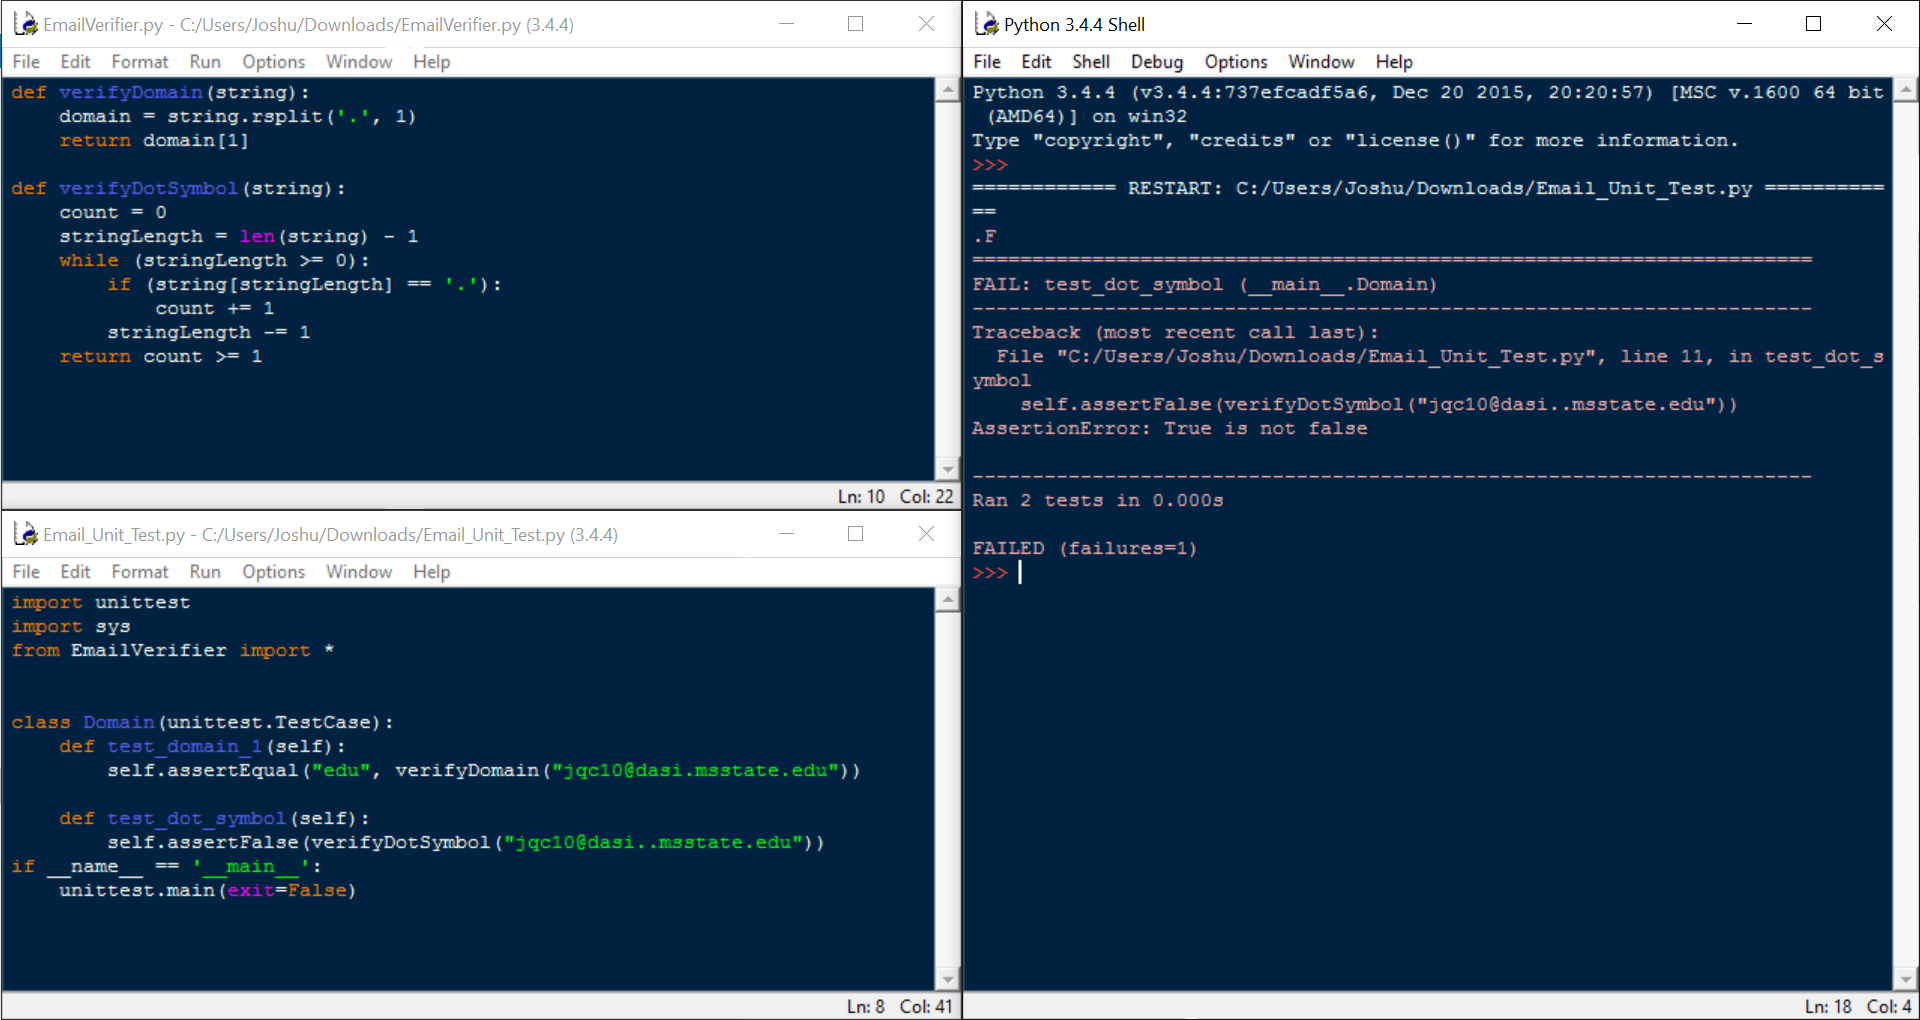 EmailVerifier.py - C:/Users/Joshu/Downloads/EmailVerifier.py (3.4.4)
File Edit Format Run Options Window Help
def verifyDomain(string):
    domain = string.rsplit('.', 1)
    return domain[1]

def verifyDotSymbol(string):
    count = 0
    stringLength = len(string) - 1
    while (stringLength >= 0):
        if (string[stringLength] == '.'):
            count += 1
        stringLength -= 1
    return count >= 1
Ln: 10 Col: 22
Email_Unit_Test.py - C:/Users/Joshu/Downloads/Email_Unit_Test.py (3.4.4)
File Edit Format Run Options Window Help
import unittest
import sys
from EmailVerifier import *

class Domain(unittest.TestCase):
    def test_domain_1(self):
        self.assertEqual("edu", verifyDomain("jqc10@dasi.msstate.edu"))

    def test_dot_symbol(self):
        self.assertFalse(verifyDotSymbol("jqc10@dasi..msstate.edu"))
if __name__ == '__main__':
    unittest.main(exit=False)
Ln: 8 Col: 41
Python 3.4.4 Shell
File Edit Shell Debug Options Window Help
Python 3.4.4 (v3.4.4:737efcadf5a6, Dec 20 2015, 20:20:57) [MSC v.1600 64 bit
 (AMD64)] on win32
Type "copyright", "credits" or "license()" for more information.
>>>
============ RESTART: C:/Users/Joshu/Downloads/Email_Unit_Test.py ==========
==
.F
======================================================================
FAIL: test_dot_symbol (__main__.Domain)
----------------------------------------------------------------------
Traceback (most recent call last):
  File "C:/Users/Joshu/Downloads/Email_Unit_Test.py", line 11, in test_dot_s
ymbol
    self.assertFalse(verifyDotSymbol("jqc10@dasi..msstate.edu"))
AssertionError: True is not false

----------------------------------------------------------------------
Ran 2 tests in 0.000s

FAILED (failures=1)
>>>
Ln: 18 Col: 4